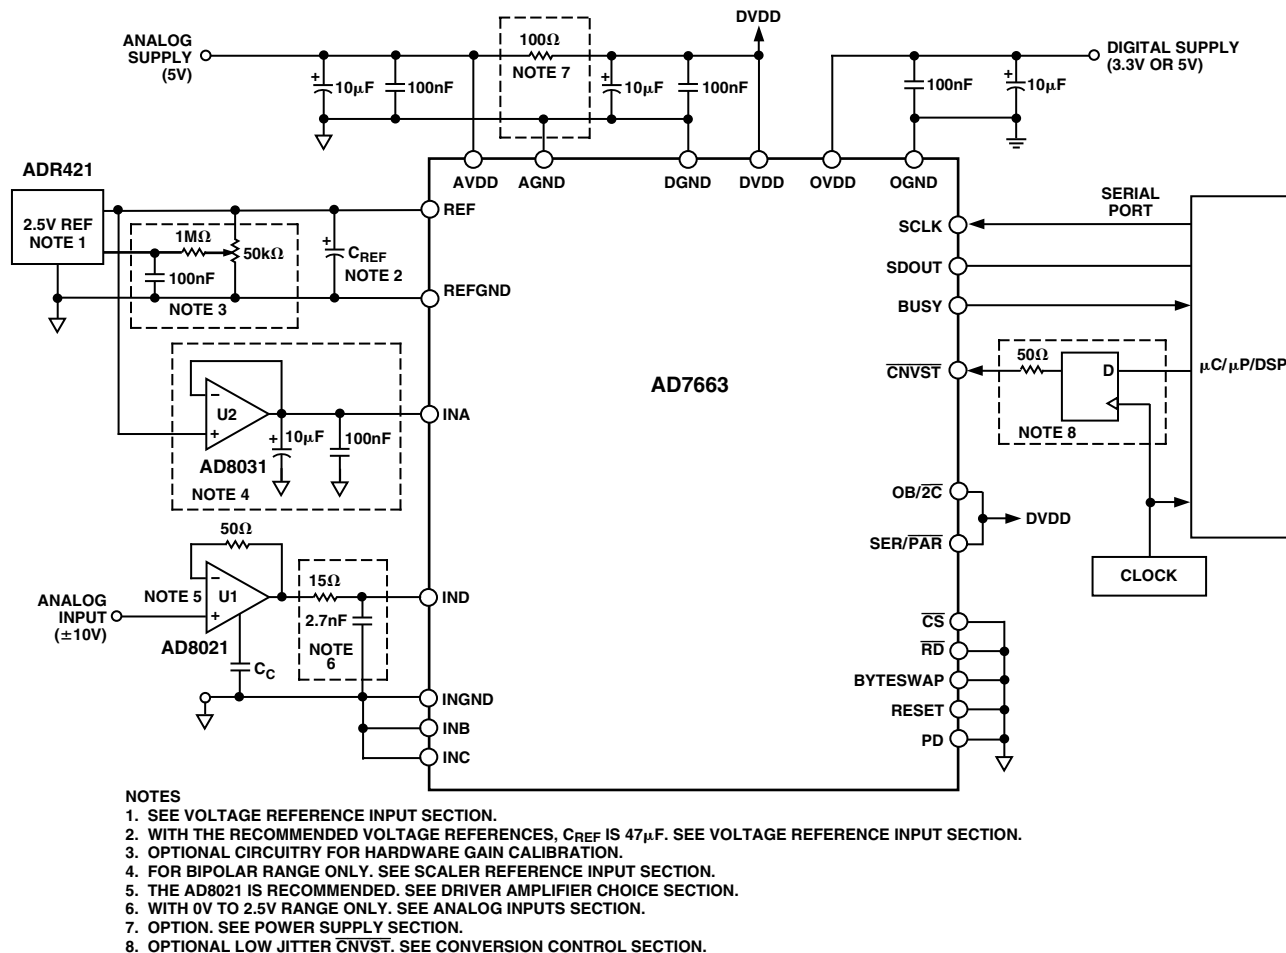 ANALOG
SUPPLY
(5V)
100Ω
NOTE 7
DVDD
DIGITAL SUPPLY
(3.3V OR 5V)
+
10μF
100nF
+
10μF
100nF
100nF
+
10μF
ADR421
AVDD
AGND
DGND
DVDD
OVDD
OGND
2.5V REF
NOTE 1
1MΩ
50kΩ
100nF
NOTE 3
+
CREF
NOTE 2
REF
REFGND
SCLK
SERIAL
PORT
SDOUT
BUSY
CNVST
50Ω
D
NOTE 8
μC/μP/DSP
AD7663
–
U2
+
AD8031
+
10μF
100nF
NOTE 4
INA
OB/2C
SER/PAR
DVDD
CLOCK
50Ω
NOTE 5
–
U1
+
AD8021
ANALOG
INPUT
(±10V)
CC
15Ω
2.7nF
NOTE
6
IND
INGND
INB
INC
CS
RD
BYTESWAP
RESET
PD
NOTES
1. SEE VOLTAGE REFERENCE INPUT SECTION.
2. WITH THE RECOMMENDED VOLTAGE REFERENCES, CREF IS 47μF. SEE VOLTAGE REFERENCE INPUT SECTION.
3. OPTIONAL CIRCUITRY FOR HARDWARE GAIN CALIBRATION.
4. FOR BIPOLAR RANGE ONLY. SEE SCALER REFERENCE INPUT SECTION.
5. THE AD8021 IS RECOMMENDED. SEE DRIVER AMPLIFIER CHOICE SECTION.
6. WITH 0V TO 2.5V RANGE ONLY. SEE ANALOG INPUTS SECTION.
7. OPTION. SEE POWER SUPPLY SECTION.
8. OPTIONAL LOW JITTER CNVST. SEE CONVERSION CONTROL SECTION.